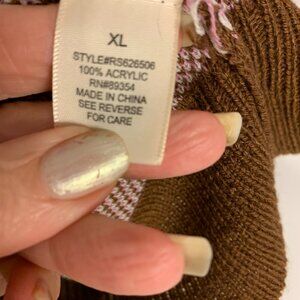 XL
STYLE#RS626506
100% ACRYLIC
RN#89354
MADE IN CHINA
SEE REVERSE
FOR CARE